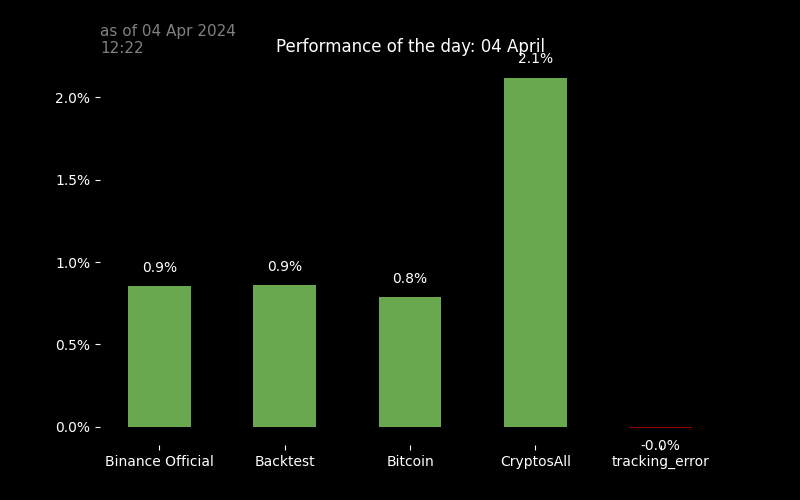 as of 04 Apr 2024
12:22
Performance of the day: 04 April
2.1%
2.0%
1.5%
1.0%
0.9%
0.9%
0.8%
0.5%
0.0%
-0.0%
Binance Official
Backtest
Bitcoin
CryptosAll
tracking_error